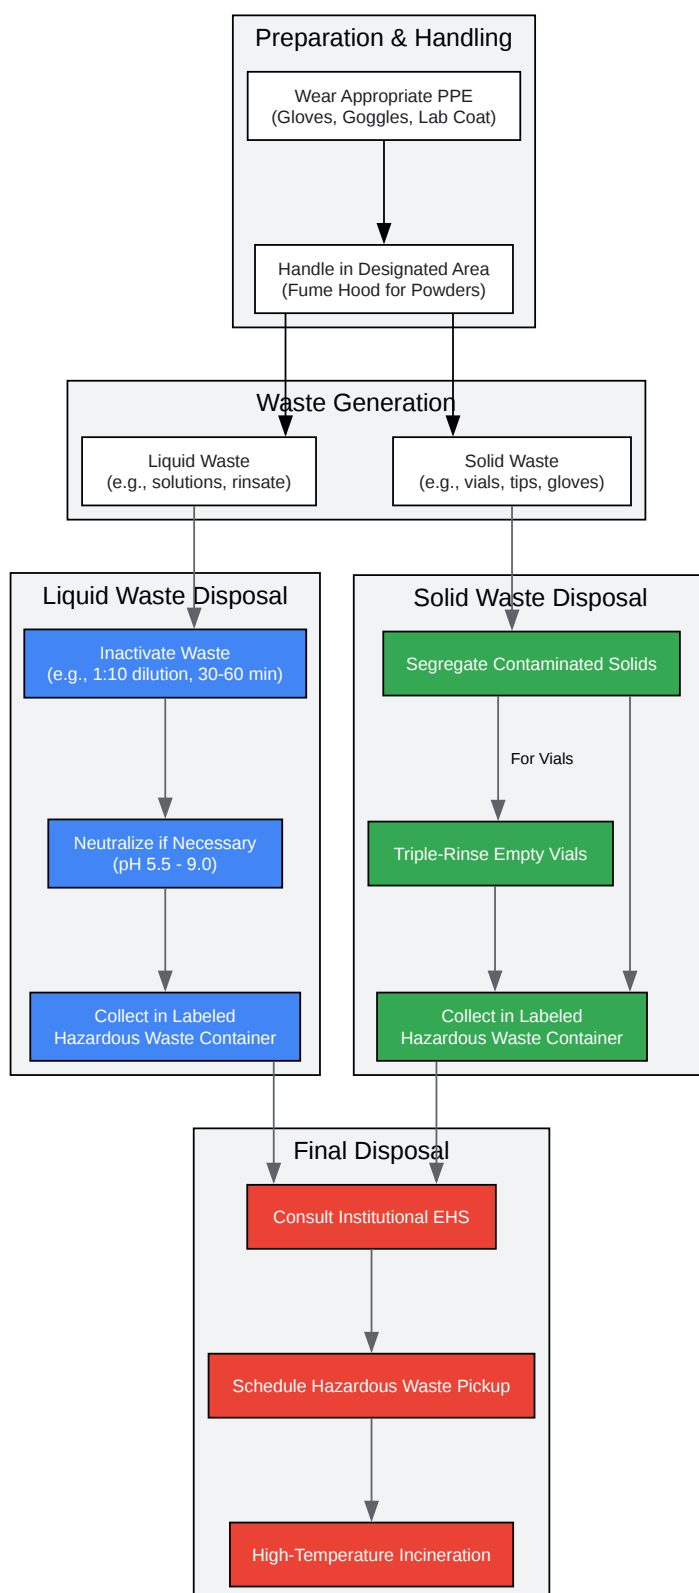 Preparation & Handling
Wear Appropriate PPE
(Gloves, Goggles, Lab Coat)
Handle in Designated Area
(Fume Hood for Powders)
Waste Generation
Liquid Waste
(e.g., solutions, rinsate)
Solid Waste
(e.g., vials, tips, gloves)
Liquid Waste Disposal
Inactivate Waste
(e.g., 1:10 dilution, 30-60 min)
Neutralize if Necessary
(pH 5.5 - 9.0)
Collect in Labeled
Hazardous Waste Container
Solid Waste Disposal
Segregate Contaminated Solids
For Vials
Triple-Rinse Empty Vials
Collect in Labeled
Hazardous Waste Container
Final Disposal
Consult Institutional EHS
Schedule Hazardous Waste Pickup
High-Temperature Incineration